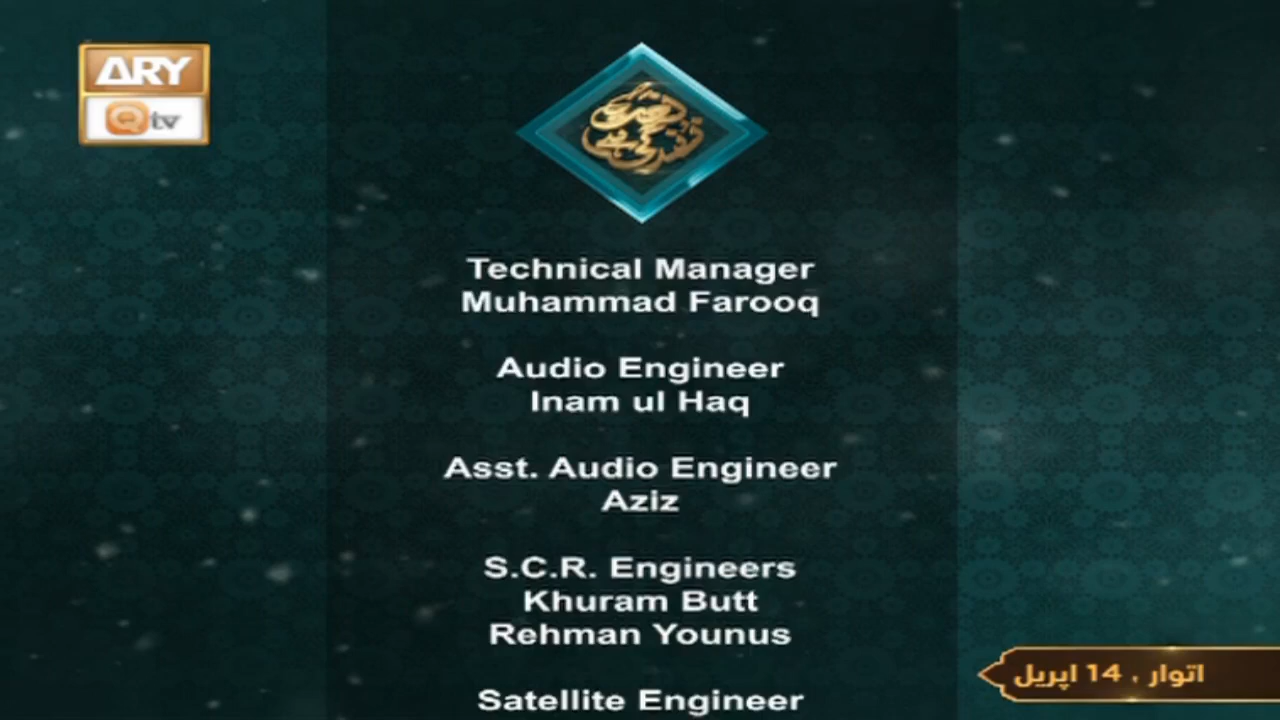 ARY
Qtv
Technical Manager
Muhammad Farooq
Audio Engineer
Inam ul Haq
Asst. Audio Engineer
Aziz
S.C.R. Engineers
Khuram Butt
Rehman Younus
Satellite Engineer
اتوار ، 14 اپریل